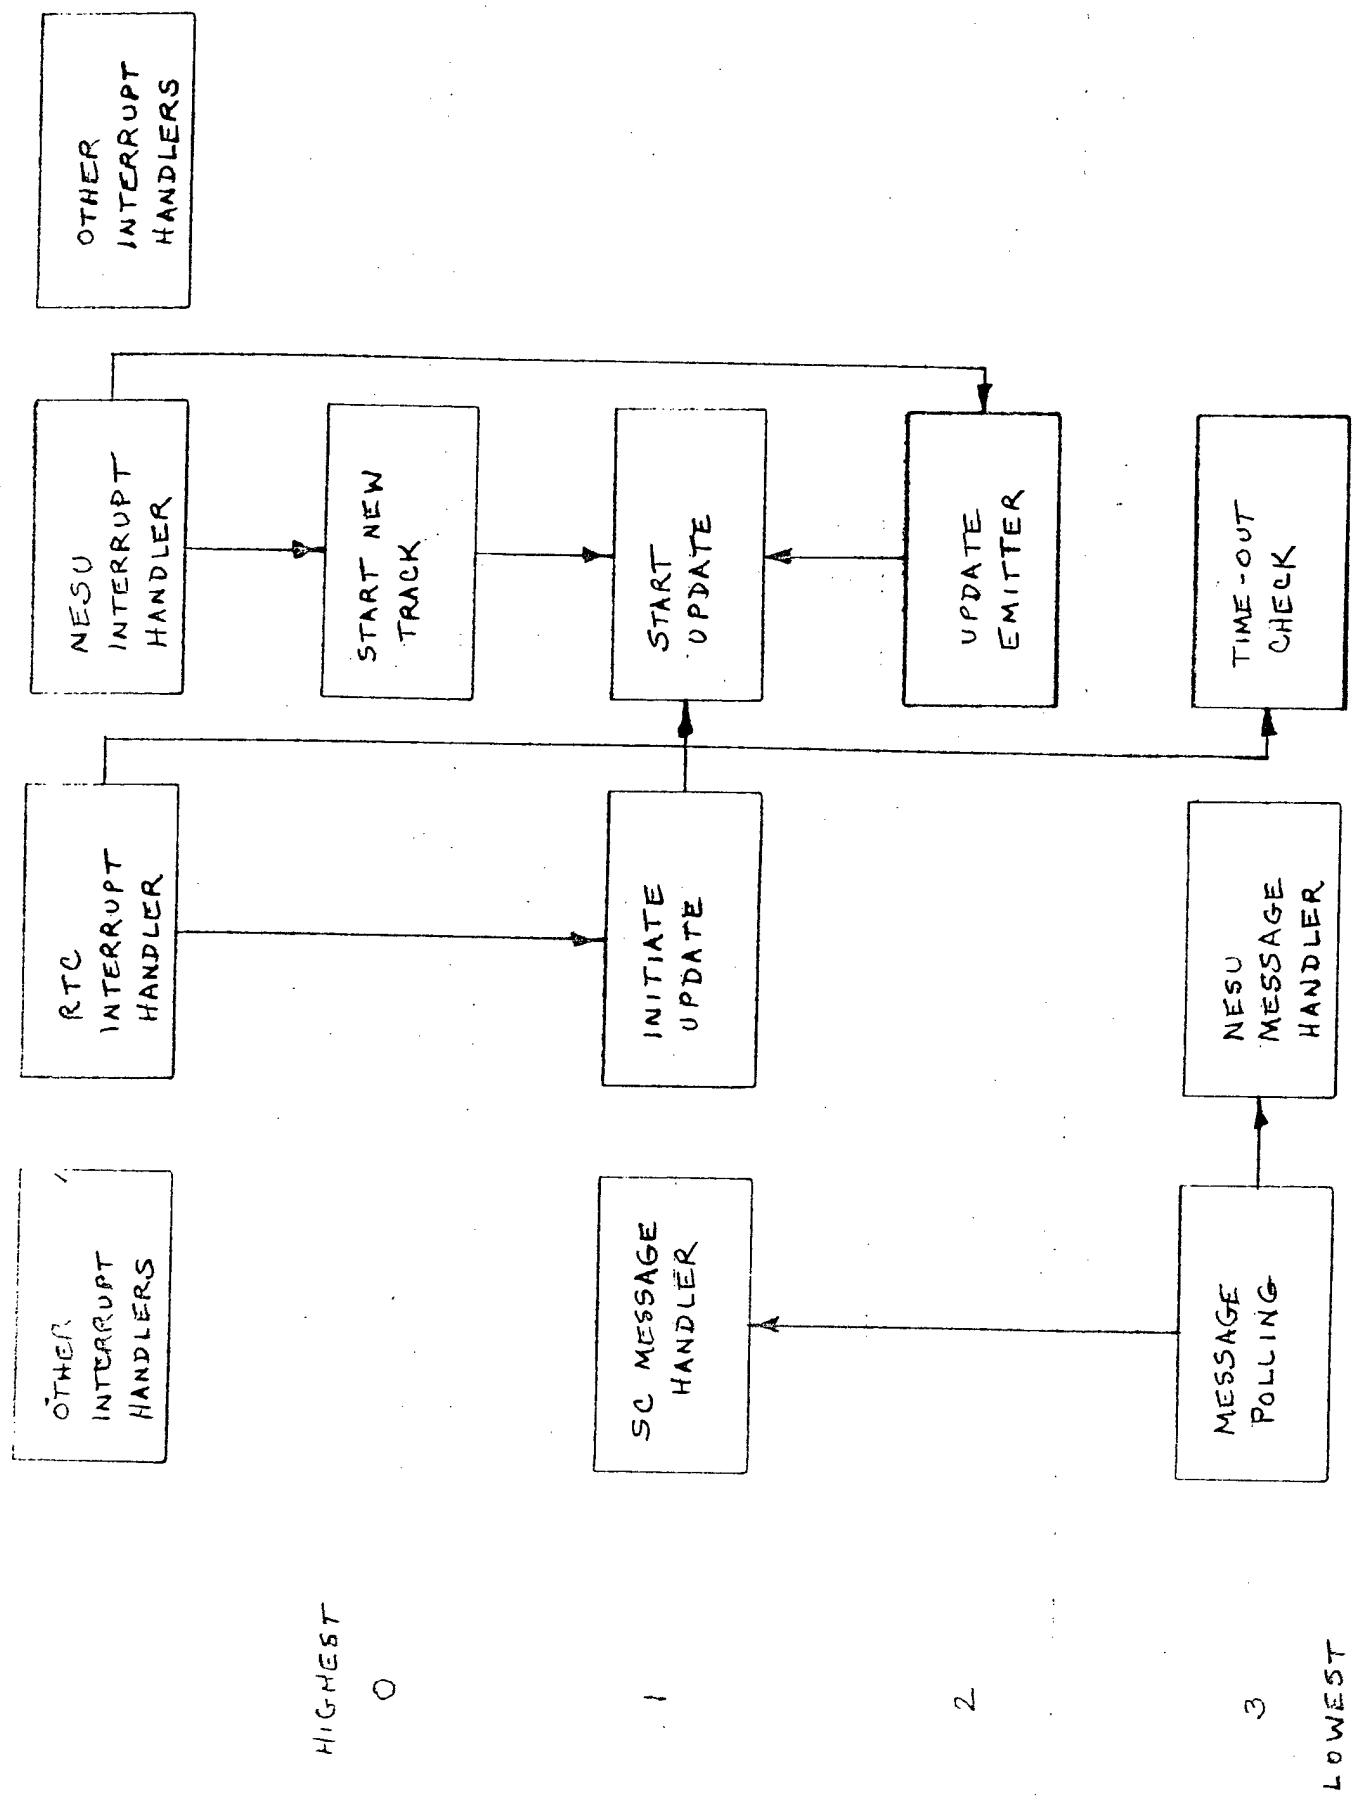 OTHER
INTERRUPT
HANDLERS
RTC
INTERRUPT
HANDLER
NESU
INTERRUPT
HANDLER
OTHER
INTERRUPT
HANDLERS
HIGHEST
0
START NEW
TRACK
1
SC MESSAGE
HANDLER
INITIATE
UPDATE
START
UPDATE
2
UPDATE
EMITTER
3
MESSAGE
POLLING
NESU
MESSAGE
HANDLER
TIME-OUT
CHECK
LOWEST